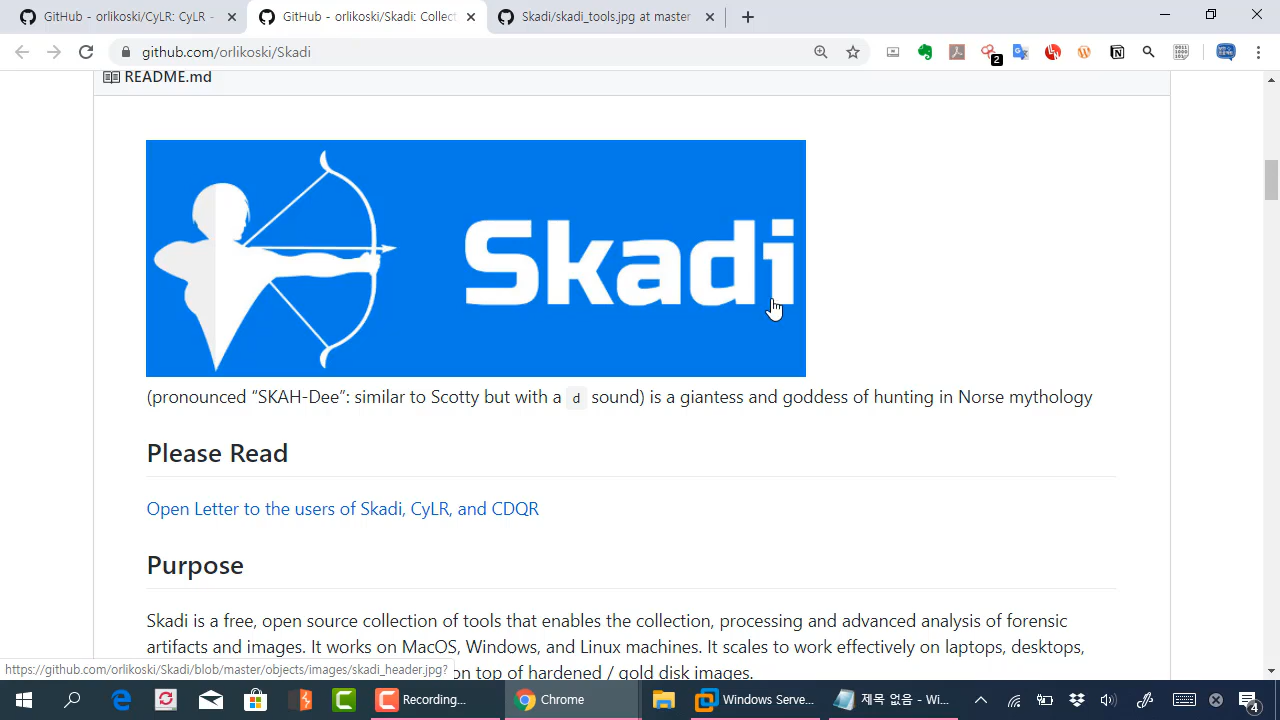 GitHub - orlikoski/CyLR: CyLR -
GitHub - orlikoski/Skadi: Collect
Skadi/skadi_tools.jpg at master
github.com/orlikoski/Skadi
2
README.md
Skadi
(pronounced “SKAH-Dee”: similar to Scotty but with a d sound) is a giantess and goddess of hunting in Norse mythology
Please Read
Open Letter to the users of Skadi, CyLR, and CDQR
Purpose
Skadi is a free, open source collection of tools that enables the collection, processing and advanced analysis of forensic
artifacts and images. It works on MacOS, Windows, and Linux machines. It scales to work effectively on laptops, desktops,
https://github.com/orlikoski/Skadi/blob/master/objects/images/skadi_header.jpg?
on top of hardened / gold disk images.
Recording...
Chrome
Windows Serve...
제목 없음 - Wi...
4